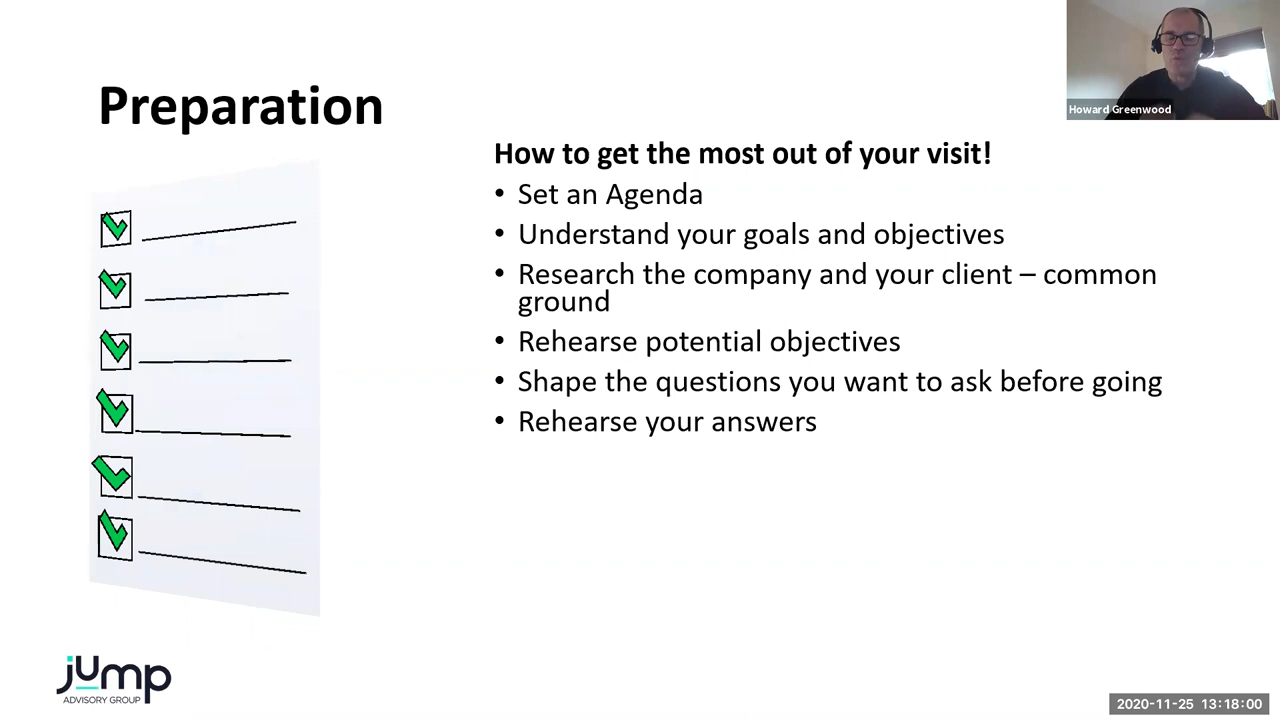 Preparation
Howard Greenwood
How to get the most out of your visit!
• Set an Agenda
• Understand your goals and objectives
• Research the company and your client – common
ground
• Rehearse potential objectives
• Shape the questions you want to ask before going
• Rehearse your answers
jump
ADVISORY GROUP
2020-11-25 13:18:00